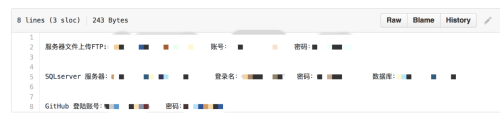 8 lines (3 sloc) 243 Bytes Raw Blame History
1
2 服务器文件上传FTP: 账号: 密码:
3
4
5 SQLserver 服务器: 登录名: 密码: 数据库:
6
7
8 GitHub 登陆账号: 密码: